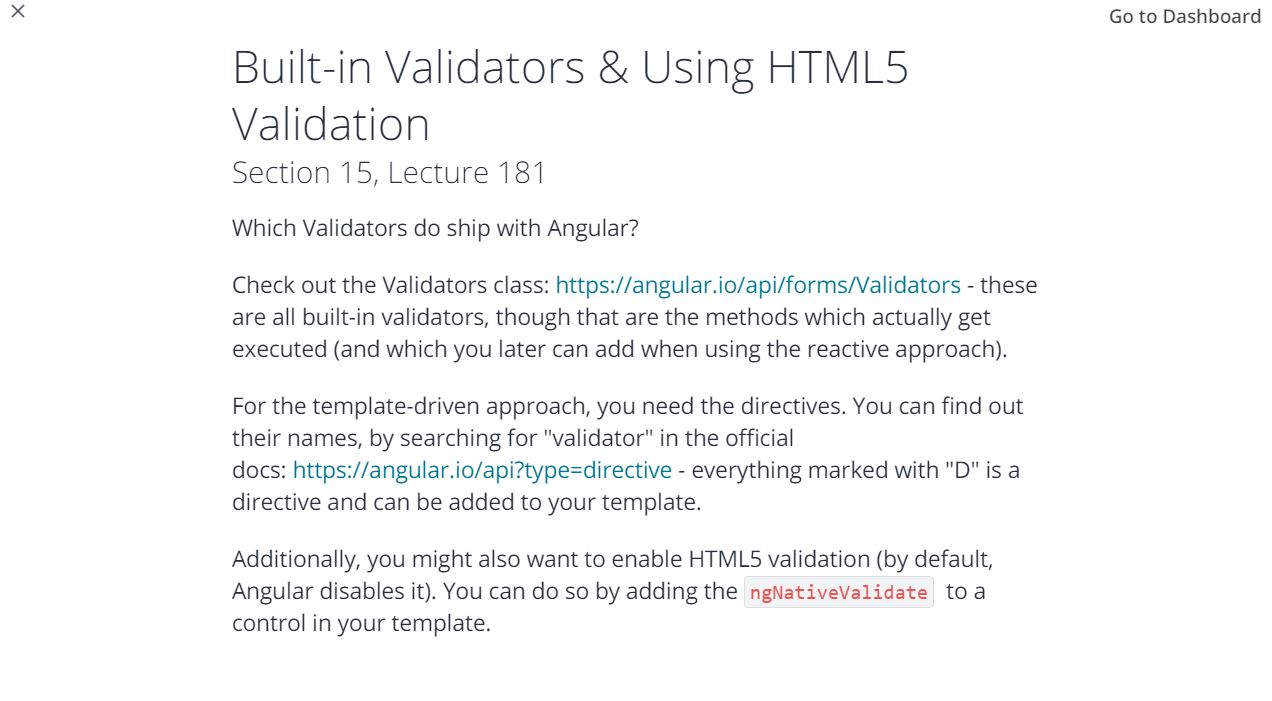 Go to Dashboard
Built-in Validators & Using HTML5
Validation
Section 15, Lecture 181
Which Validators do ship with Angular?
Check out the Validators class: https://angular.io/api/forms/Validators - these
are all built-in validators, though that are the methods which actually get
executed (and which you later can add when using the reactive approach).
For the template-driven approach, you need the directives. You can find out
their names, by searching for "validator" in the official
docs: https://angular.io/api?type=directive - everything marked with "D" is a
directive and can be added to your template.
Additionally, you might also want to enable HTML5 validation (by default,
Angular disables it). You can do so by adding the ngNativeValidate to a
control in your template.